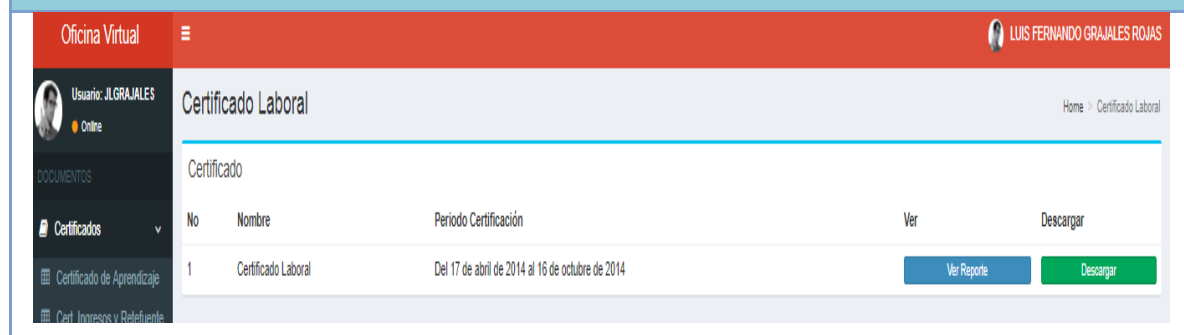 Oficina Virtual
LUIS FERNANDO GRAJALES ROJAS
Usuario: JLGRAJALES
Online
Certificado Laboral
Home > Certificado Laboral
DOCUMENTOS
Certificado
Certificados
No Nombre Periodo Certificación Ver Descargar
1 Certificado Laboral Del 17 de abril de 2014 al 16 de octubre de 2014 Ver Reporte Descargar
Certificado de Aprendizaje
Cert. Ingresos y Retefuente